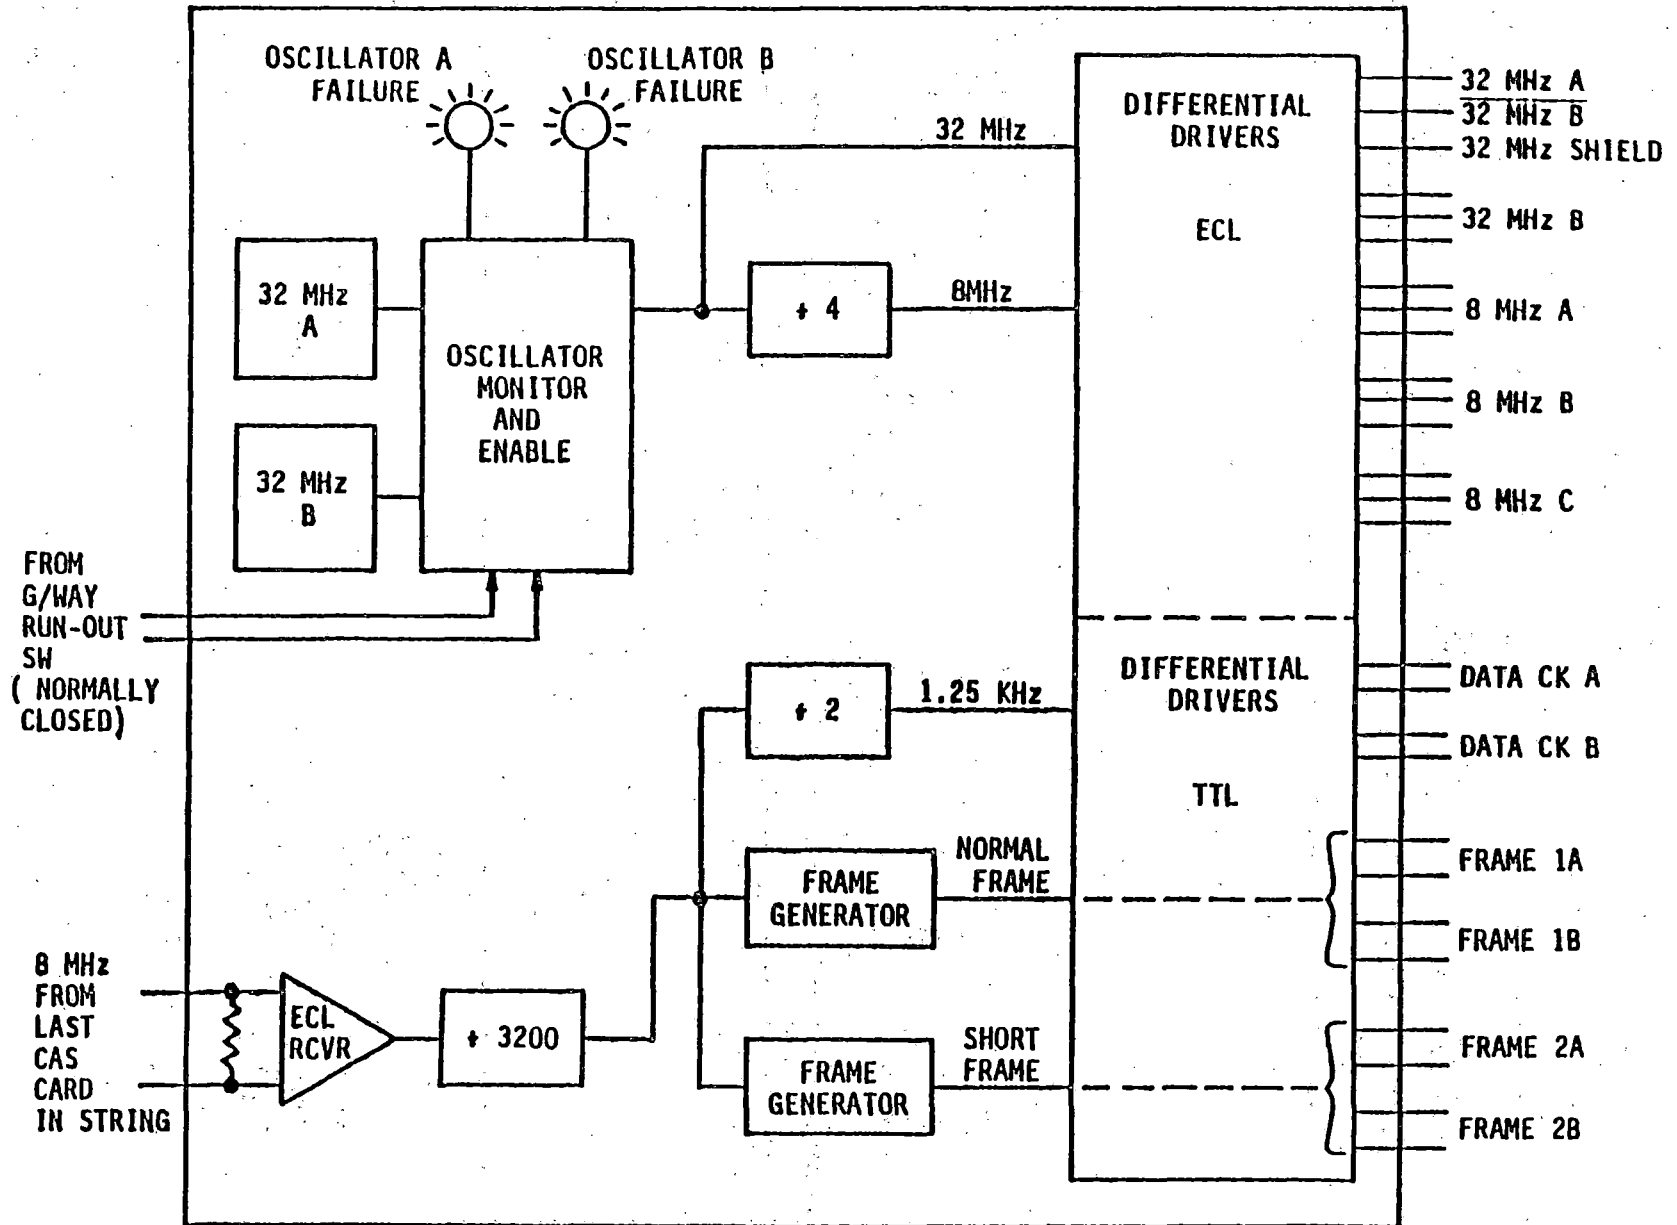 OSCILLATOR A
FAILURE
OSCILLATOR B
FAILURE
32 MHz
A
32 MHz
B
OSCILLATOR
MONITOR
AND
ENABLE
32 MHz
÷ 4
8MHz
DIFFERENTIAL
DRIVERS
ECL
32 MHz A
32 MHz B
32 MHz SHIELD
32 MHz B
8 MHz A
8 MHz B
8 MHz C
FROM
G/WAY
RUN-OUT
SW
( NORMALLY
CLOSED)
÷ 2
1.25 KHz
DIFFERENTIAL
DRIVERS
TTL
DATA CK A
DATA CK B
FRAME
GENERATOR
NORMAL
FRAME
FRAME 1A
FRAME 1B
8 MHz
FROM
LAST
CAS
CARD
IN STRING
ECL
RCVR
÷ 3200
FRAME
GENERATOR
SHORT
FRAME
FRAME 2A
FRAME 2B